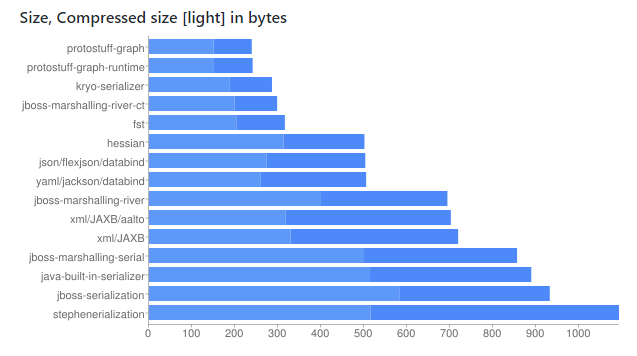 Size, Compressed size [light] in bytes
protostuff-graph
protostuff-graph-runtime
kryo-serializer
jboss-marshalling-river-ct
fst
hessian
json/flexjson/databind
yaml/jackson/databind
jboss-marshalling-river
xml/JAXB/aalto
xml/JAXB
jboss-marshalling-serial
java-built-in-serializer
jboss-serialization
stephenerialization
0 100 200 300 400 500 600 700 800 900 1000